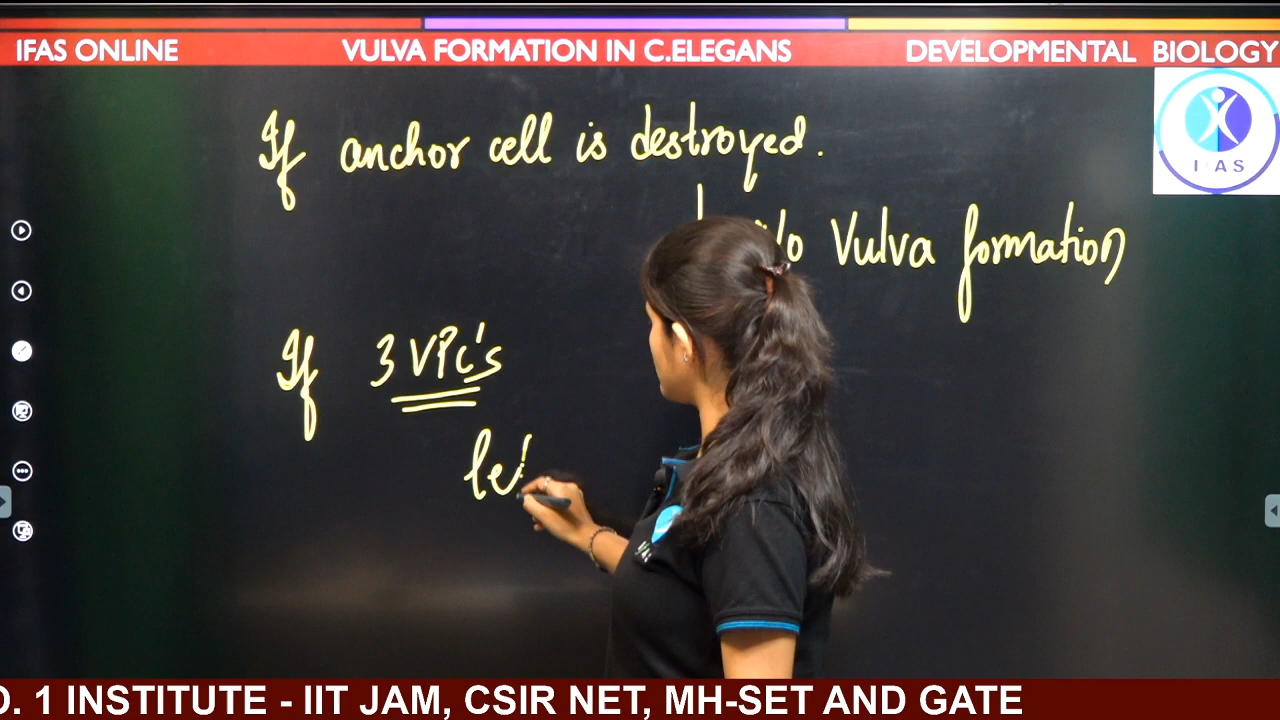 IFAS ONLINE VULVA FORMATION IN C.ELEGANS DEVELOPMENTAL BIOLOGY
IFAS
If anchor cell is destroyed.
Vulva formation
If 3 VPC's
O. 1 INSTITUTE - IIT JAM, CSIR NET, MH-SET AND GATE